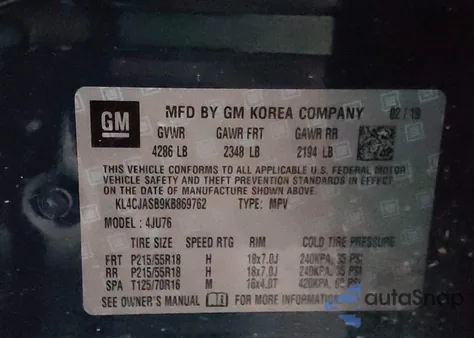 GM
MFD BY GM KOREA COMPANY 02/19
GVWR GAWR FRT GAWR RR
4286 LB 2348 LB 2194 LB
THIS VEHICLE CONFORMS TO ALL APPLICABLE U.S. FEDERAL MOTOR
VEHICLE SAFETY AND THEFT PREVENTION STANDARDS IN EFFECT ON THE
DATE OF MANUFACTURE SHOWN ABOVE.
KL4CJASB9KB869762 TYPE: MPV
MODEL: 4JU76
TIRE SIZE SPEED RTG RIM COLD TIRE PRESSURE
FRT P215/55R18 H 18x7.0J 240KPA, 35 PSI
RR P215/55R18 H 18x7.0J 240KPA, 35 PSI
SPA T125/70R16 M 16x4.0T 420KPA, 60 PSI
SEE OWNER'S MANUAL FOR MORE INFORMATION
autoSnap